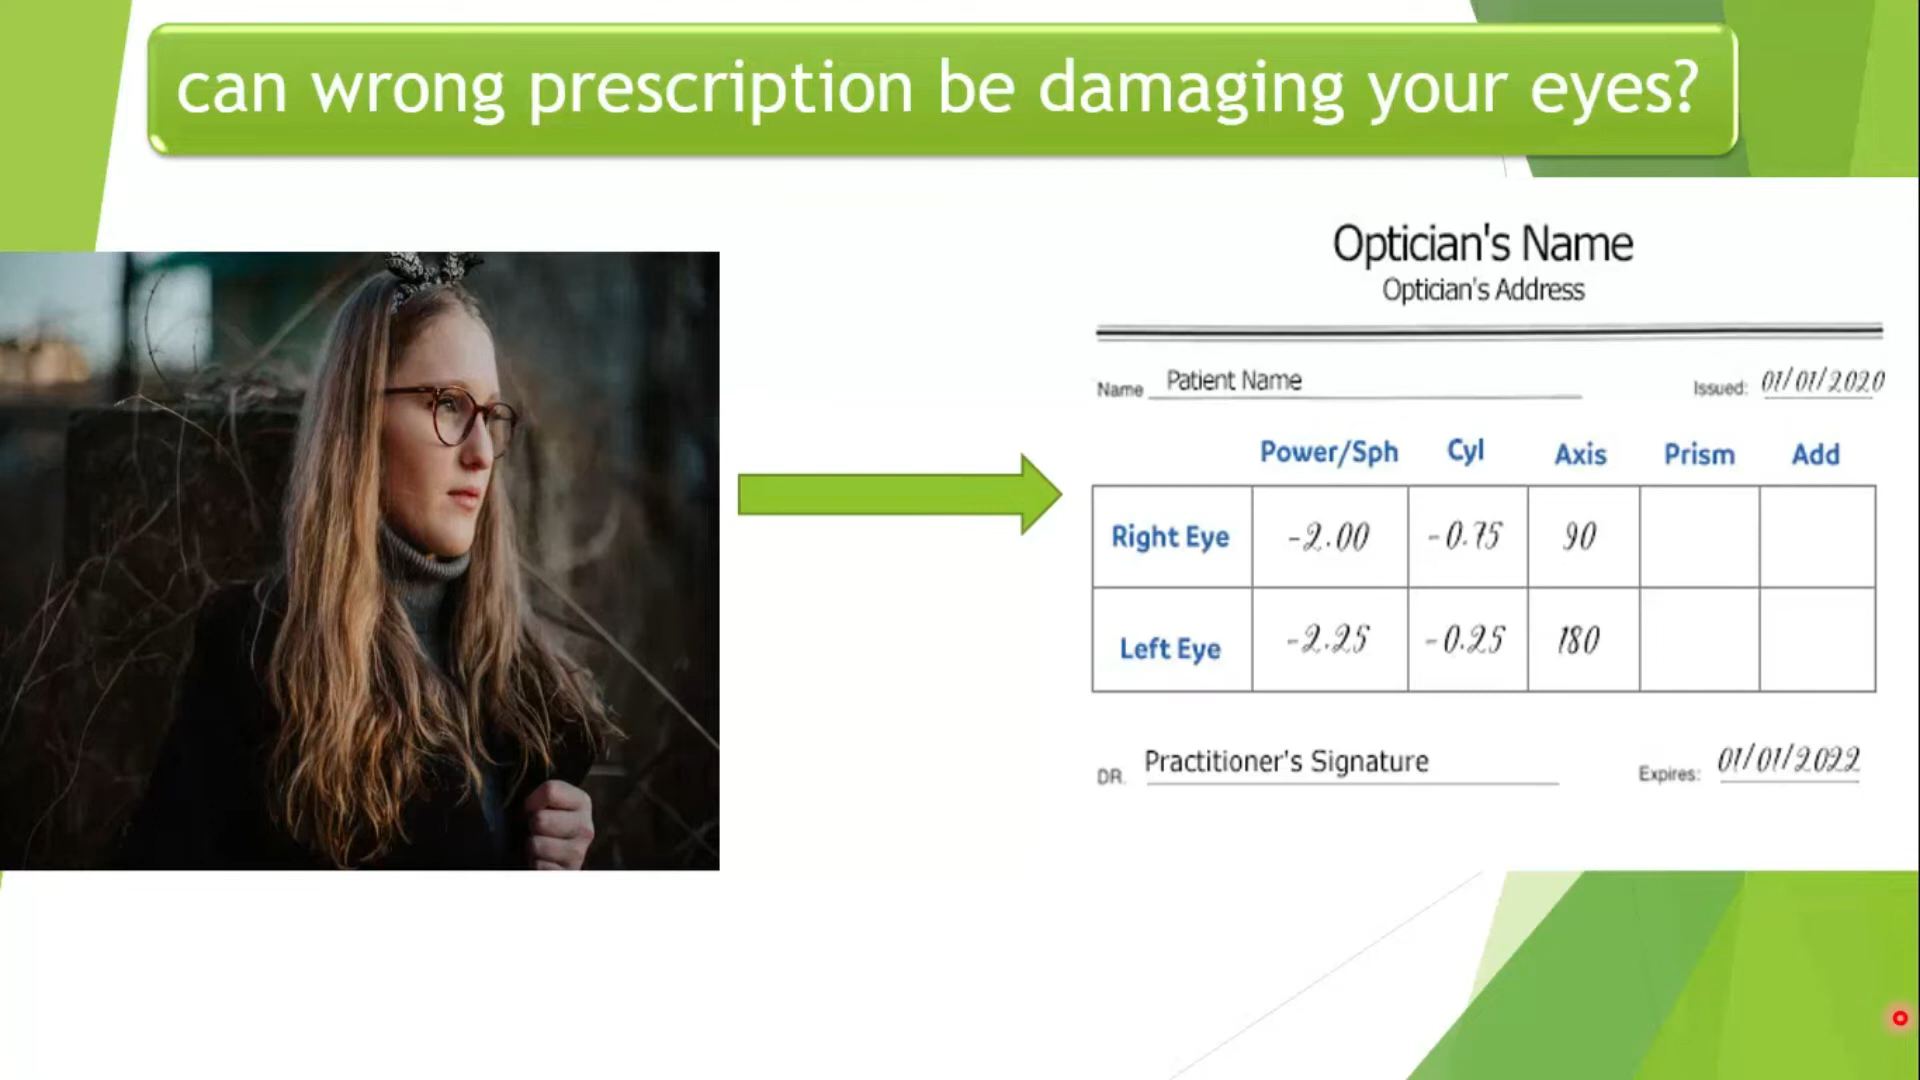 can wrong prescription be damaging your eyes?
Optician's Name
Optician's Address
Name Patient Name Issued: 01/01/2020
Power/Sph Cyl Axis Prism Add
Right Eye -2.00 -0.75 90
Left Eye -2.25 -0.25 180
DR. Practitioner's Signature Expires: 01/01/2022